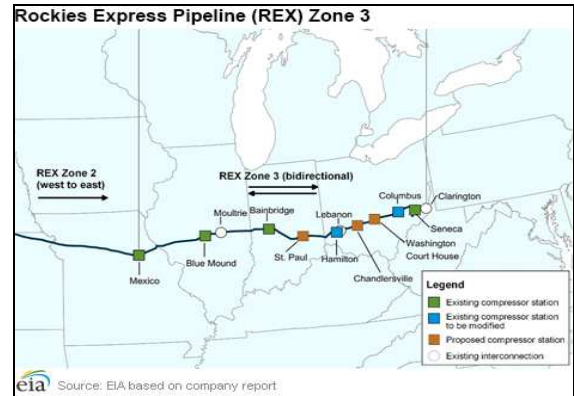 Rockies Express Pipeline (REX) Zone 3
REX Zone 2
(west to east)
REX Zone 3 (bidirectional)
Columbus
Clarington
Moultrie
Bainbridge
Lebanon
Seneca
Blue Mound
St. Paul
Hamilton
Washington
Court House
Mexico
Chandlersville
Legend
Existing compressor station
Existing compressor station
to be modified
Proposed compressor station
Existing interconnection
eia
Source: EIA based on company report